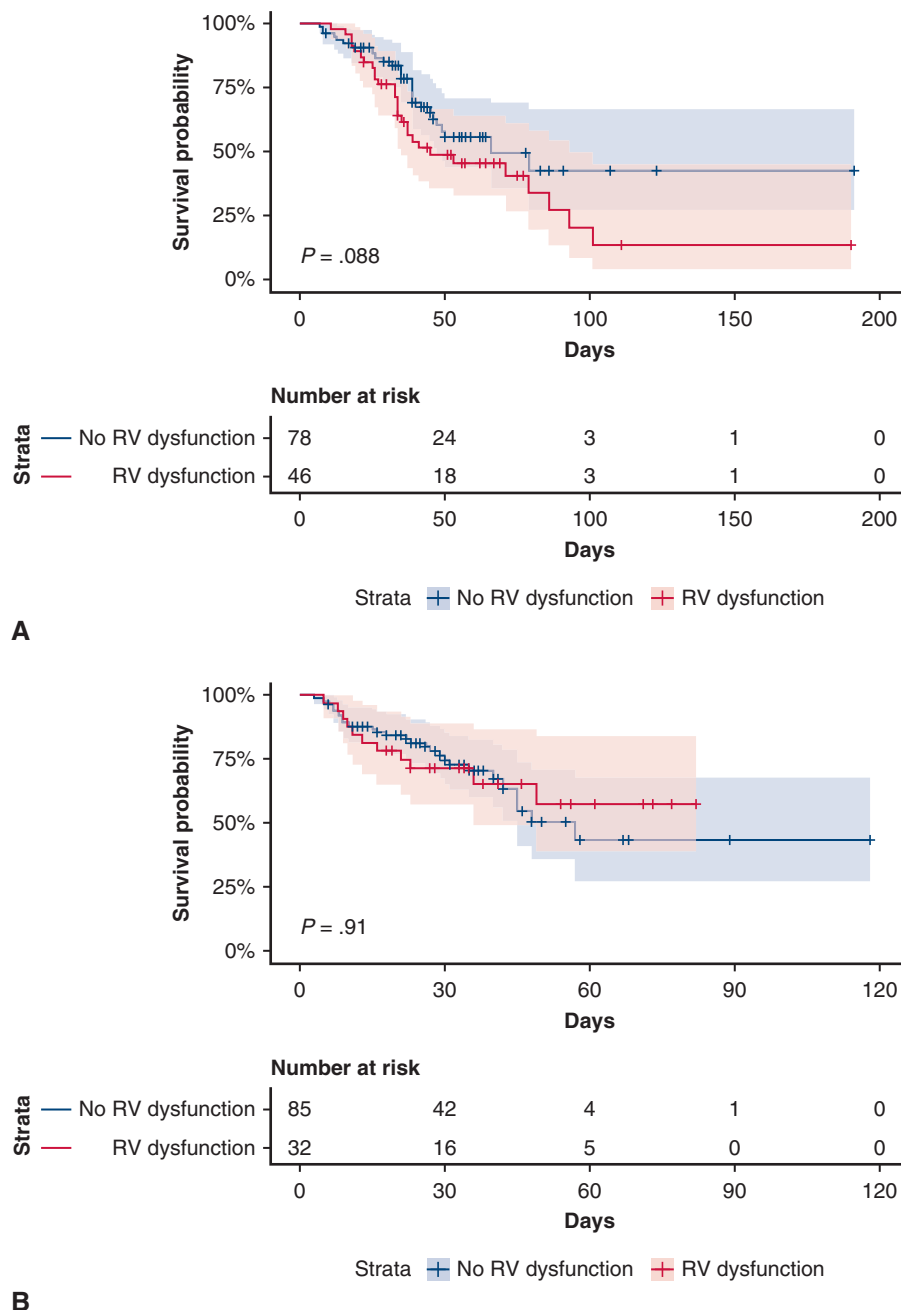 100%
75%
50%
25%
0%
Survival probability
P = .088
0 50 100 150 200
Days
Number at risk
Strata
No RV dysfunction 78 24 3 1 0
RV dysfunction 46 18 3 1 0
0 50 100 150 200
Days
Strata No RV dysfunction RV dysfunction
A
100%
75%
50%
25%
0%
Survival probability
P = .91
0 30 60 90 120
Days
Number at risk
Strata
No RV dysfunction 85 42 4 1 0
RV dysfunction 32 16 5 0 0
0 30 60 90 120
Days
Strata No RV dysfunction RV dysfunction
B